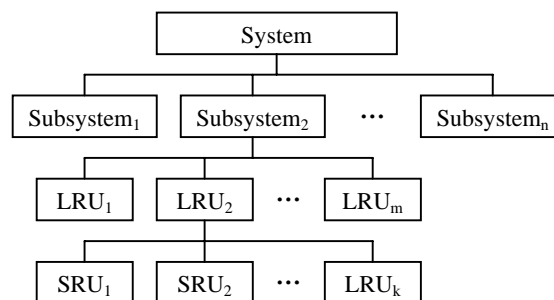 System
Subsystem₁ Subsystem₂ ... Subsystemₙ
LRU₁ LRU₂ ... LRUₘ
SRU₁ SRU₂ ... LRUₖ